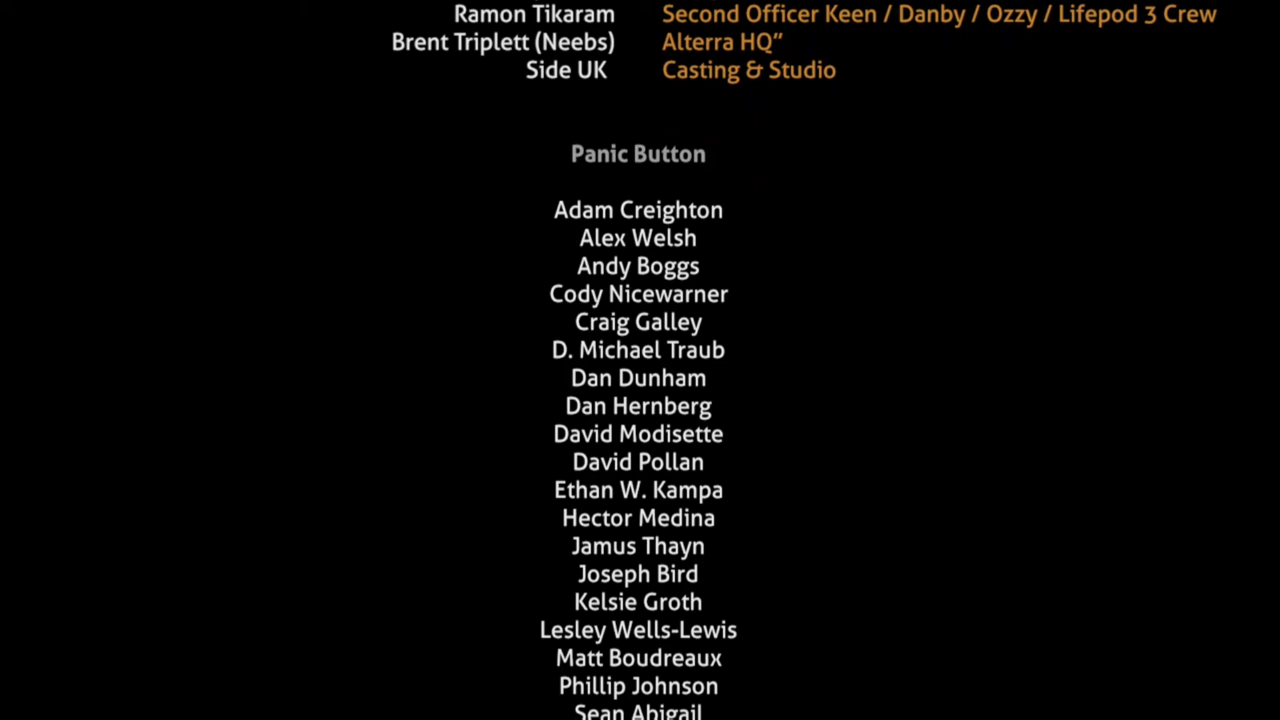 Ramon Tikaram Second Officer Keen / Danby / Ozzy / Lifepod 3 Crew
Brent Triplett (Neebs) Alterra HQ”
Side UK Casting & Studio
Panic Button
Adam Creighton
Alex Welsh
Andy Boggs
Cody Nicewarner
Craig Galley
D. Michael Traub
Dan Dunham
Dan Hernberg
David Modisette
David Pollan
Ethan W. Kampa
Hector Medina
Jamus Thayn
Joseph Bird
Kelsie Groth
Lesley Wells-Lewis
Matt Boudreaux
Phillip Johnson
Sean Abigail